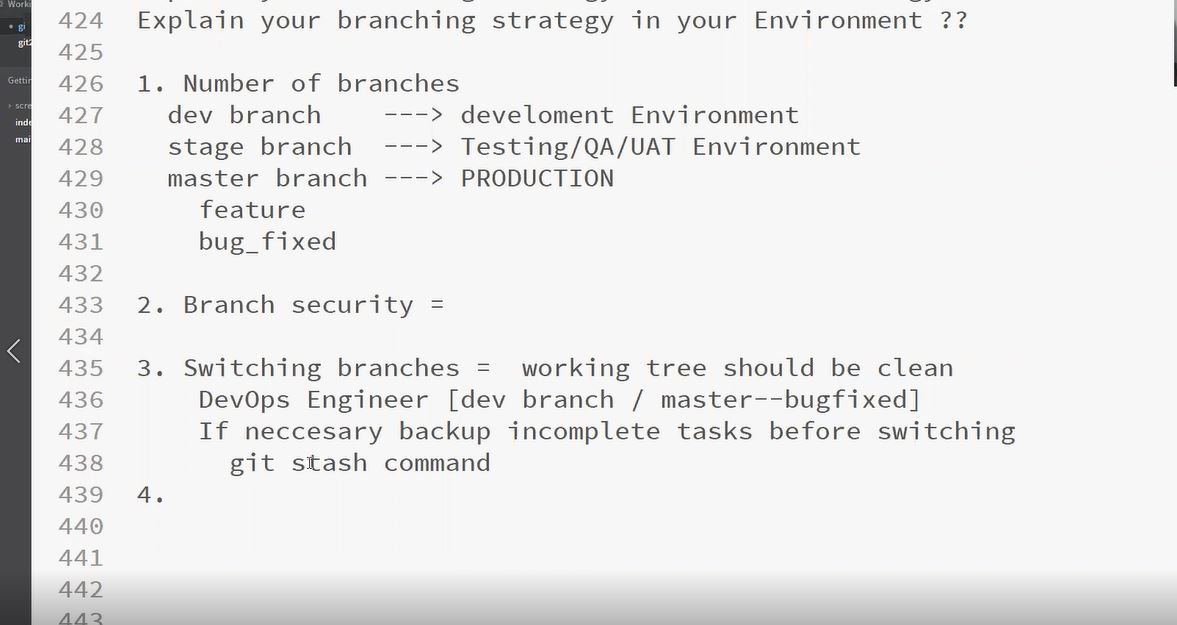 Worki
gi
git2
Gettin
scre
inde
mai
424 Explain your branching strategy in your Environment ??
425
426 1. Number of branches
427 dev branch ---> develoment Environment
428 stage branch ---> Testing/QA/UAT Environment
429 master branch ---> PRODUCTION
430 feature
431 bug_fixed
432
433 2. Branch security =
434
435 3. Switching branches = working tree should be clean
436 DevOps Engineer [dev branch / master--bugfixed]
437 If neccesary backup incomplete tasks before switching
438 git stash command
439 4.
440
441
442
443